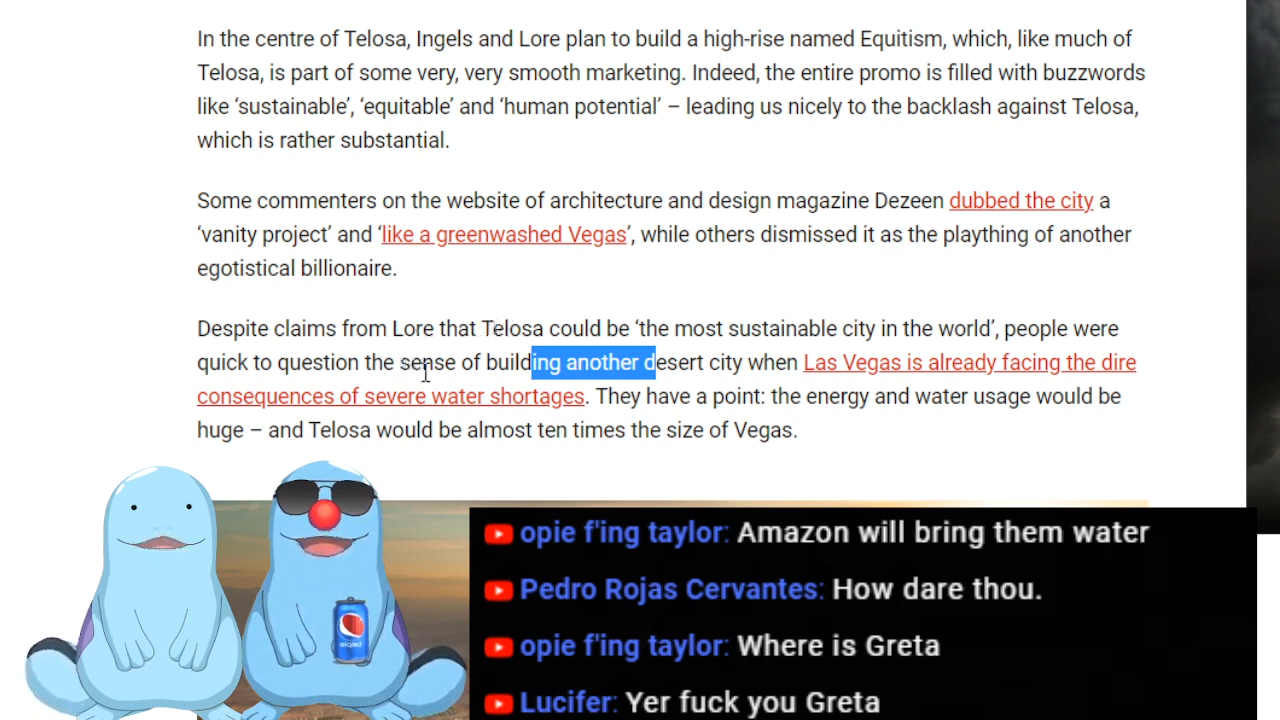 In the centre of Telosa, Ingels and Lore plan to build a high-rise named Equitism, which, like much of
Telosa, is part of some very, very smooth marketing. Indeed, the entire promo is filled with buzzwords
like ‘sustainable’, ‘equitable’ and ‘human potential’ – leading us nicely to the backlash against Telosa,
which is rather substantial.
Some commenters on the website of architecture and design magazine Dezeen dubbed the city a
‘vanity project’ and ‘like a greenwashed Vegas’, while others dismissed it as the plaything of another
egotistical billionaire.
Despite claims from Lore that Telosa could be ‘the most sustainable city in the world’, people were
quick to question the sense of building another desert city when Las Vegas is already facing the dire
consequences of severe water shortages. They have a point: the energy and water usage would be
huge – and Telosa would be almost ten times the size of Vegas.
opie f'ing taylor: Amazon will bring them water
Pedro Rojas Cervantes: How dare thou.
opie f'ing taylor: Where is Greta
Lucifer: Yer fuck you Greta